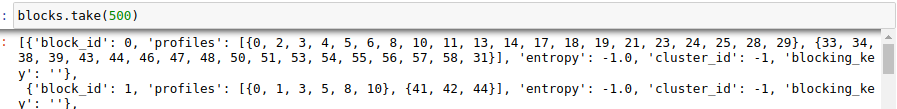 : blocks.take(500)
: [{'block_id': 0, 'profiles': [{0, 2, 3, 4, 5, 6, 8, 10, 11, 13, 14, 17, 18, 19, 21, 23, 24, 25, 28, 29}, {33, 34,
38, 39, 43, 44, 46, 47, 48, 50, 51, 53, 54, 55, 56, 57, 58, 31}], 'entropy': -1.0, 'cluster_id': -1, 'blocking_ke
y': ''},
{'block_id': 1, 'profiles': [{0, 1, 3, 5, 8, 10}, {41, 42, 44}], 'entropy': -1.0, 'cluster_id': -1, 'blocking_ke
y': ''},